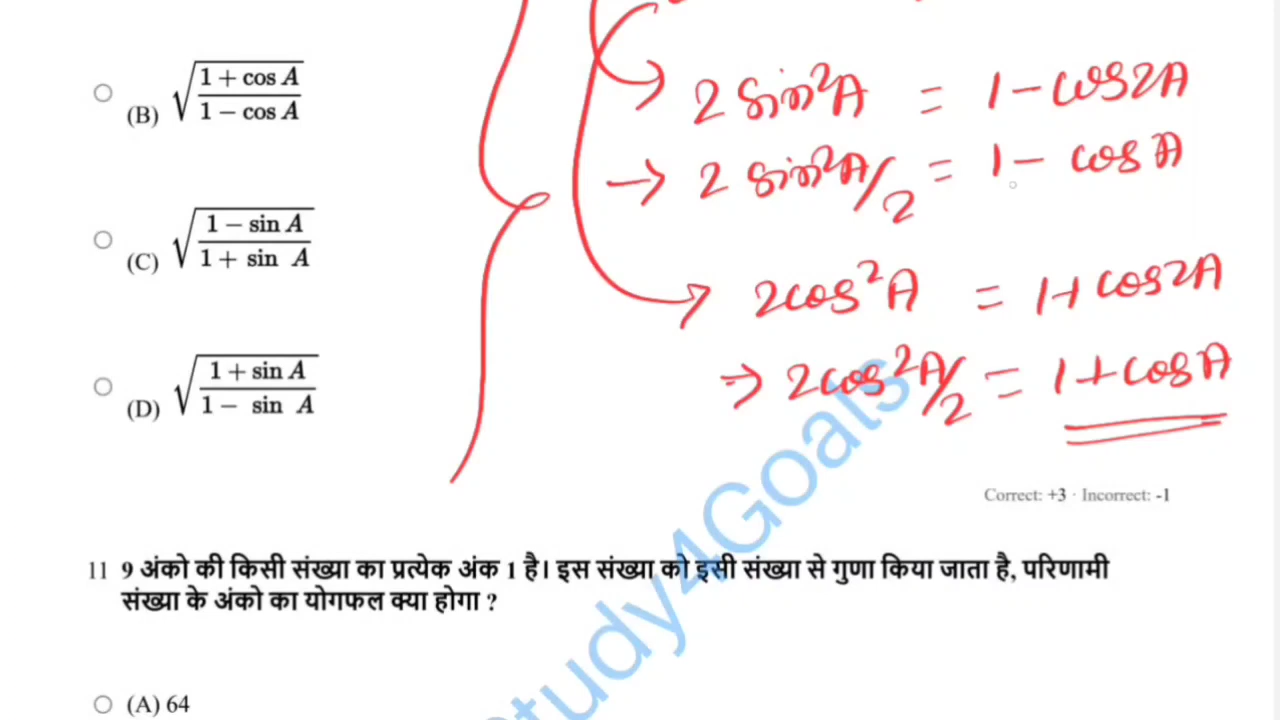 (B) √((1 + cos A)/(1 − cos A))
(C) √((1 − sin A)/(1 + sin A))
(D) √((1 + sin A)/(1 − sin A))
2 sin²A = 1 − cos2A
→ 2 sin²A/2 = 1 − cosA
2cos²A = 1 + cos2A
→ 2cos²A/2 = 1 + cosA
Correct: +3 · Incorrect: -1
11 9 अंको की किसी संख्या का प्रत्येक अंक 1 है। इस संख्या को इसी संख्या से गुणा किया जाता है, परिणामी
संख्या के अंको का योगफल क्या होगा ?
(A) 64
Study4Goals